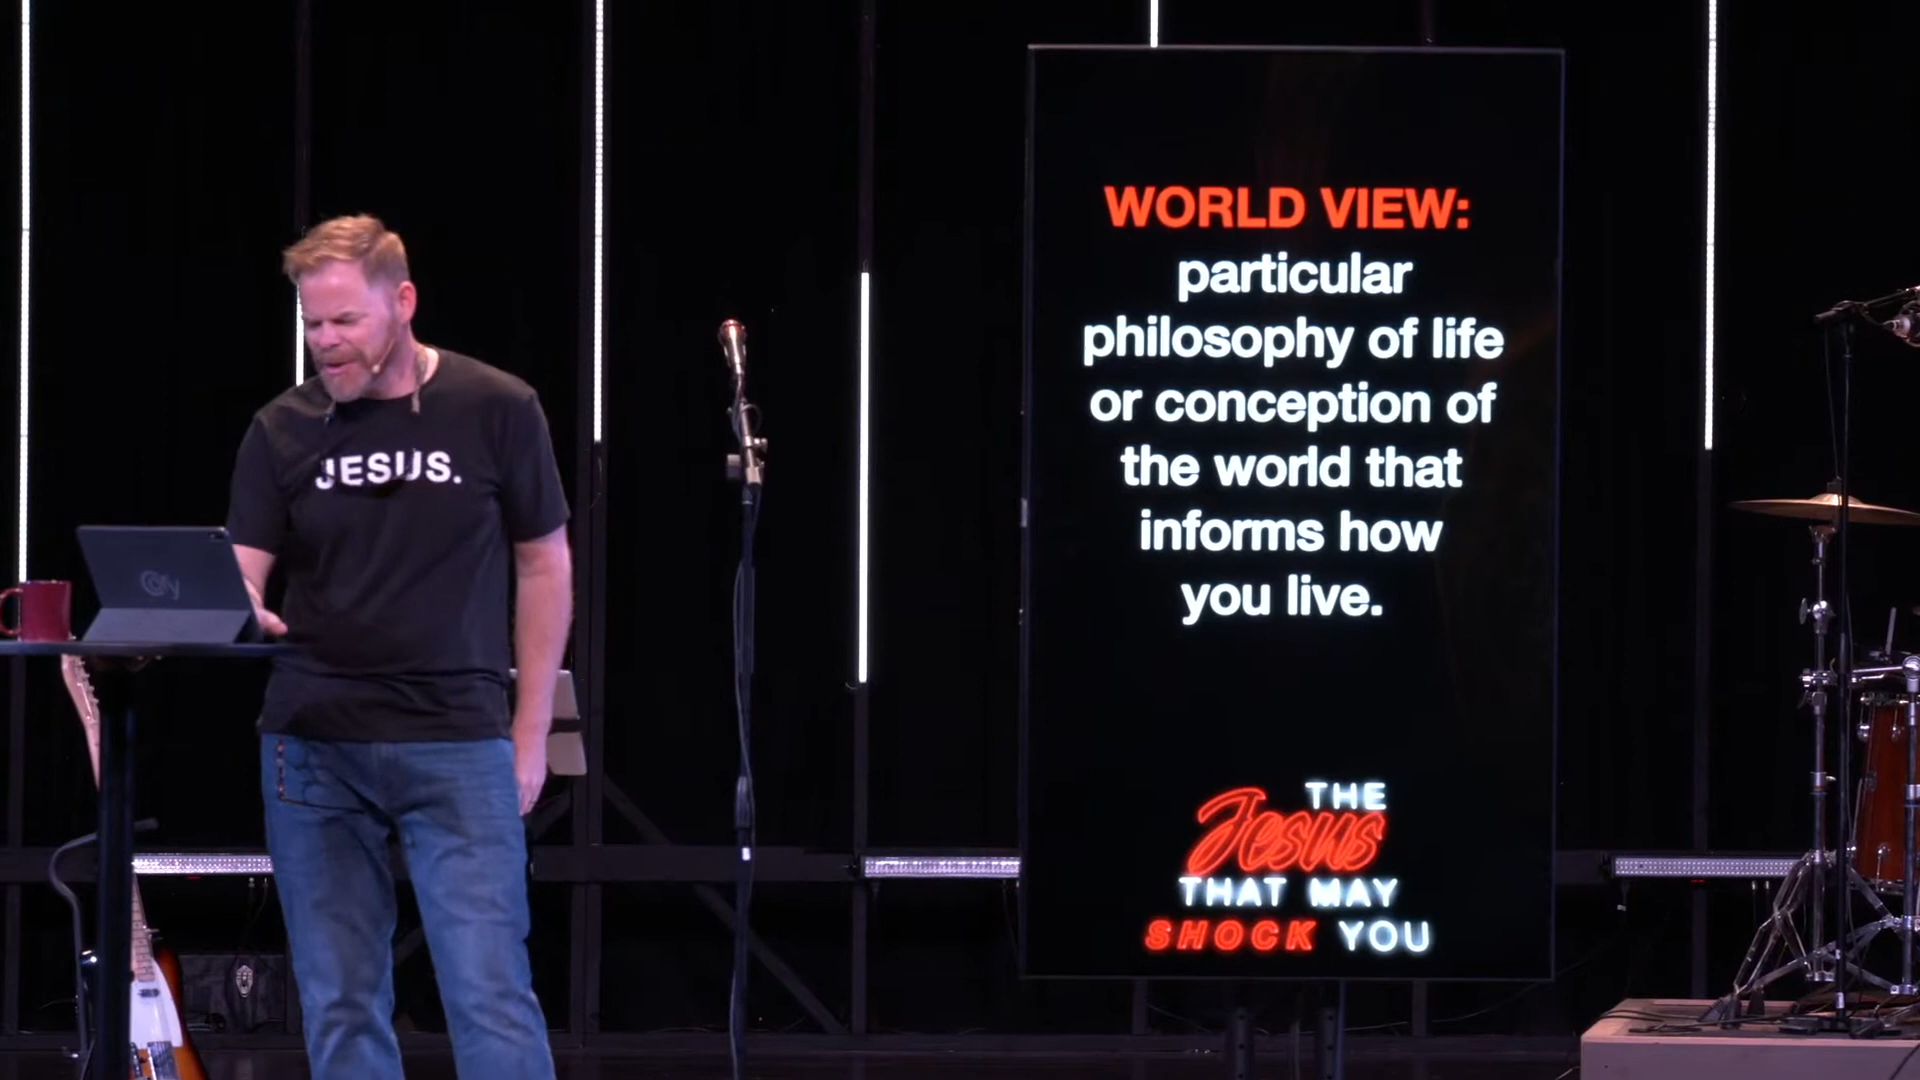 JESUS.
WORLD VIEW:
particular
philosophy of life
or conception of
the world that
informs how
you live.
THE
Jesus
THAT MAY
SHOCK YOU